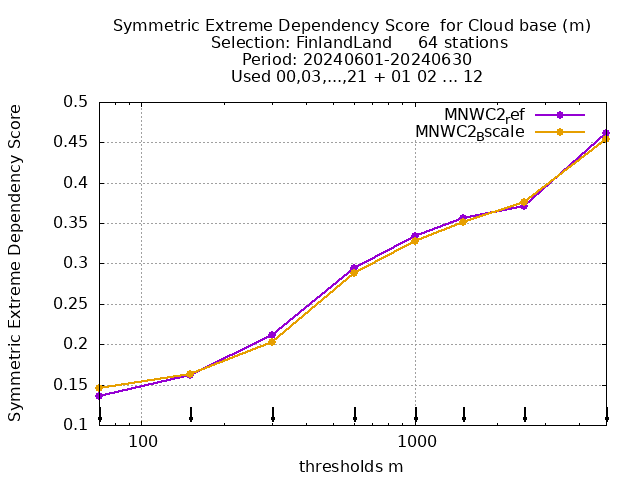 Symmetric Extreme Dependency Score  for Cloud base (m)
Selection: FinlandLand     64 stations
Period: 20240601-20240630
Used 00,03,...,21 + 01 02 ... 12
MNWC2ref
MNWC2Bscale
Symmetric Extreme Dependency Score
0.5
0.45
0.4
0.35
0.3
0.25
0.2
0.15
0.1
100 1000
thresholds m